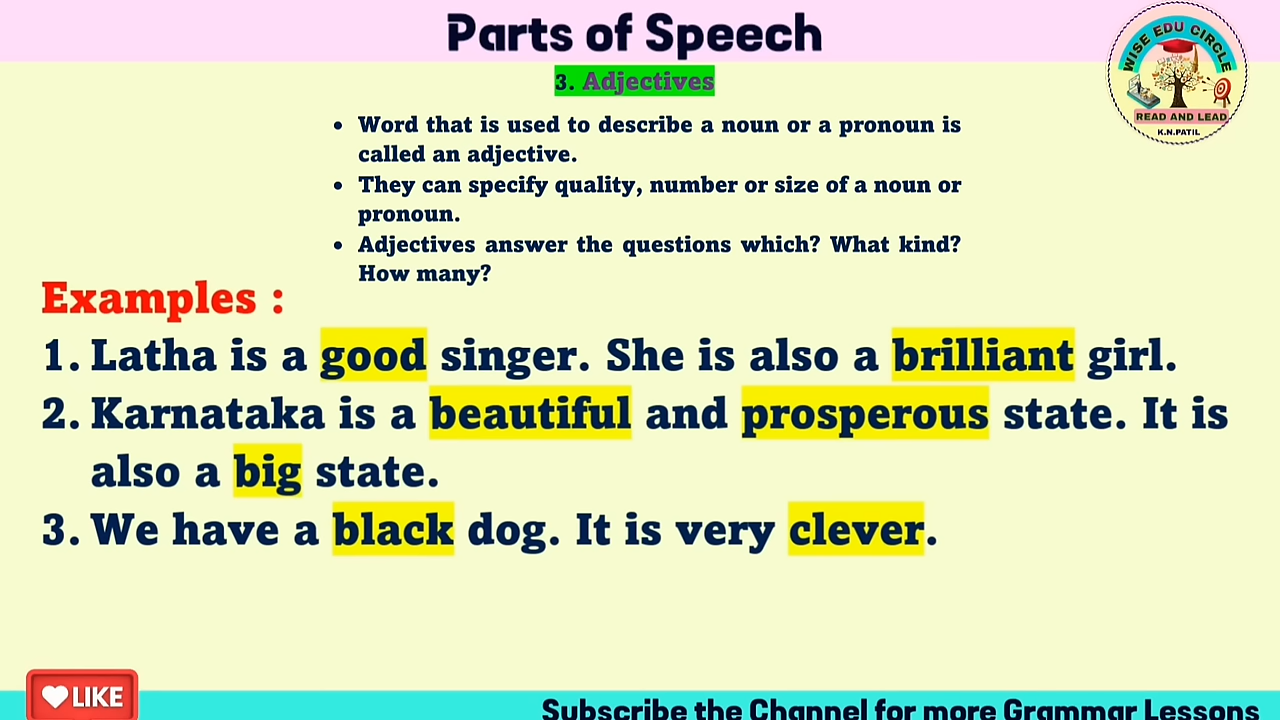 Parts of Speech
WISE EDU CIRCLE
READ AND LEAD
K.N.PATIL
3. Adjectives
• Word that is used to describe a noun or a pronoun is
called an adjective.
• They can specify quality, number or size of a noun or
pronoun.
• Adjectives answer the questions which? What kind?
How many?
Examples :
1. Latha is a good singer. She is also a brilliant girl.
2. Karnataka is a beautiful and prosperous state. It is
also a big state.
3. We have a black dog. It is very clever.
LIKE
Subscribe the Channel for more Grammar Lessons